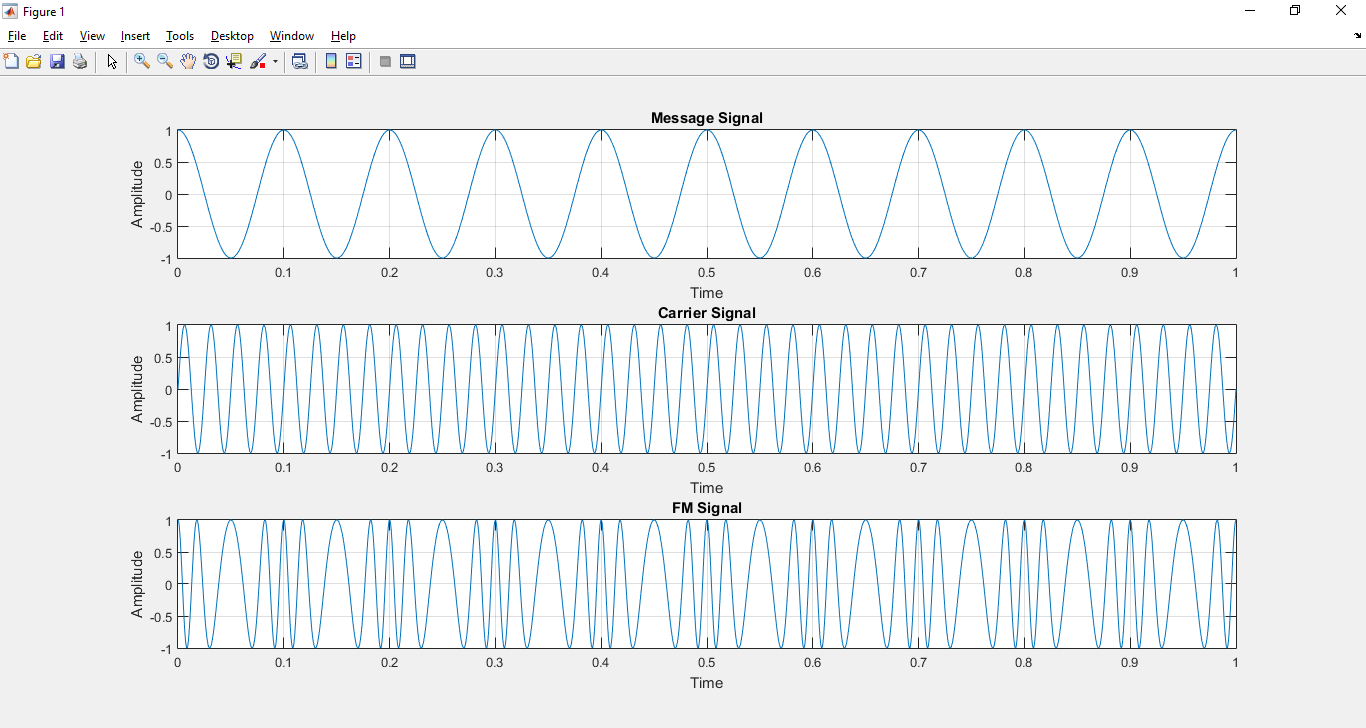 Figure 1
File Edit View Insert Tools Desktop Window Help
Message Signal
Amplitude
1
0.5
0
-0.5
-1
0 0.1 0.2 0.3 0.4 0.5 0.6 0.7 0.8 0.9 1
Time
Carrier Signal
Amplitude
1
0.5
0
-0.5
-1
0 0.1 0.2 0.3 0.4 0.5 0.6 0.7 0.8 0.9 1
Time
FM Signal
Amplitude
1
0.5
0
-0.5
-1
0 0.1 0.2 0.3 0.4 0.5 0.6 0.7 0.8 0.9 1
Time